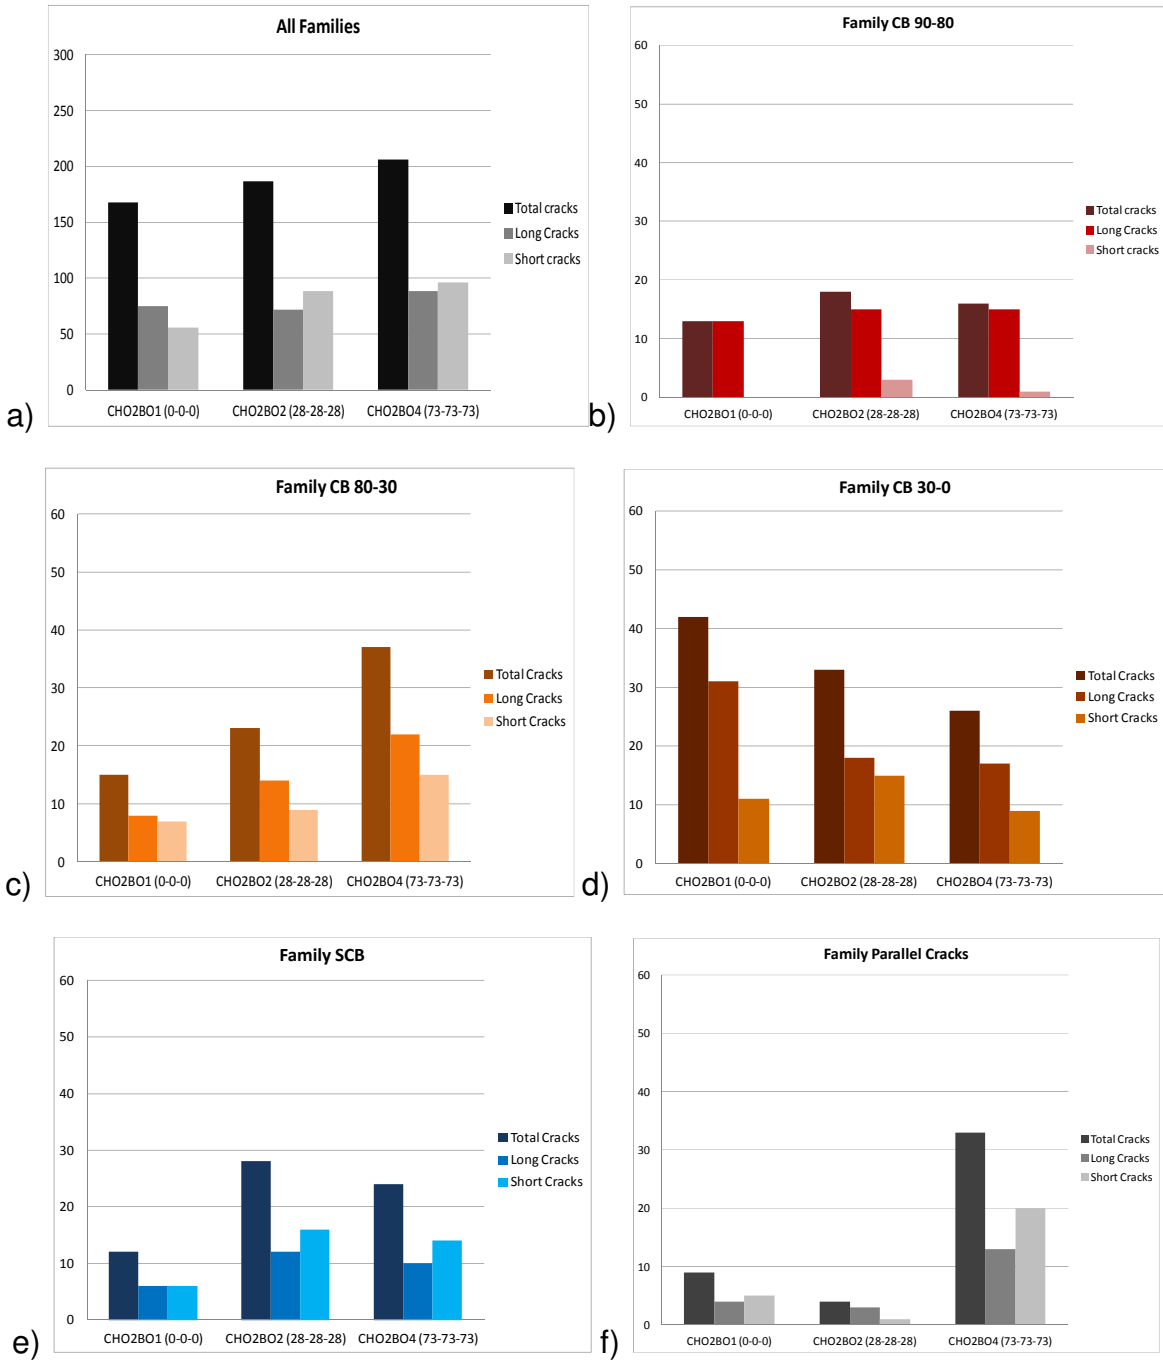 All Families
300
250
200
150
100
50
0
CHO2BO1 (0-0-0) CHO2BO2 (28-28-28) CHO2BO4 (73-73-73)
Total cracks
Long Cracks
Short cracks
a)
Family CB 90-80
60
50
40
30
20
10
0
CHO2BO1 (0-0-0) CHO2BO2 (28-28-28) CHO2BO4 (73-73-73)
Total cracks
Long Cracks
Short cracks
b)
Family CB 80-30
60
50
40
30
20
10
0
CHO2BO1 (0-0-0) CHO2BO2 (28-28-28) CHO2BO4 (73-73-73)
Total Cracks
Long Cracks
Short Cracks
c)
Family CB 30-0
60
50
40
30
20
10
0
CHO2BO1 (0-0-0) CHO2BO2 (28-28-28) CHO2BO4 (73-73-73)
Total Cracks
Long Cracks
Short Cracks
d)
Family SCB
60
50
40
30
20
10
0
CHO2BO1 (0-0-0) CHO2BO2 (28-28-28) CHO2BO4 (73-73-73)
Total Cracks
Long Cracks
Short Cracks
e)
Family Parallel Cracks
60
50
40
30
20
10
0
CHO2BO1 (0-0-0) CHO2BO2 (28-28-28) CHO2BO4 (73-73-73)
Total Cracks
Long Cracks
Short Cracks
f)